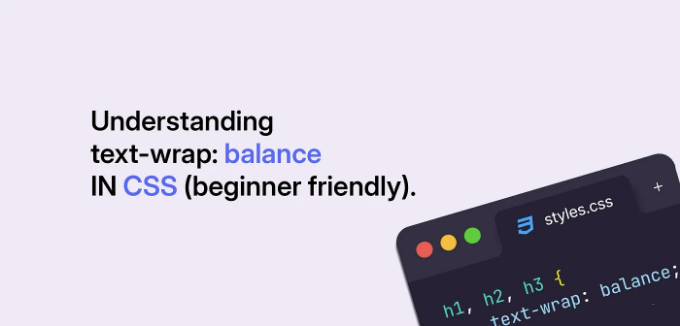 Understanding
text-wrap: balance
IN CSS (beginner friendly).
styles.css +
h1, h2, h3 {
text-wrap: balance;